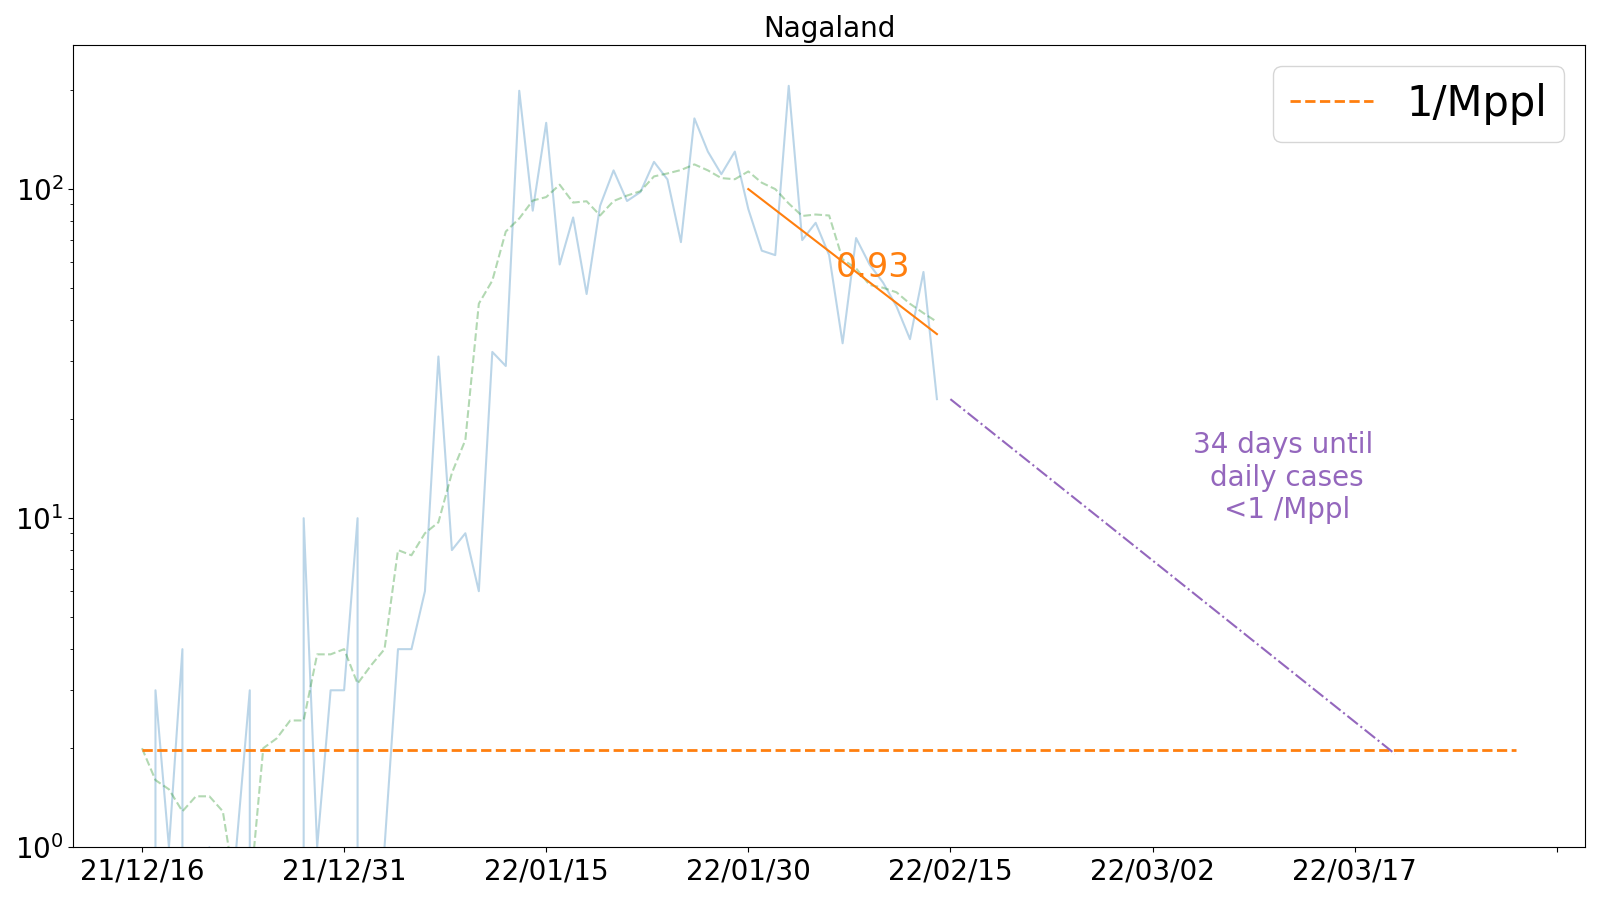 Nagaland
1/Mppl
10²
10¹
10⁰
0.93
34 days until
daily cases
<1 /Mppl
21/12/16
21/12/31
22/01/15
22/01/30
22/02/15
22/03/02
22/03/17